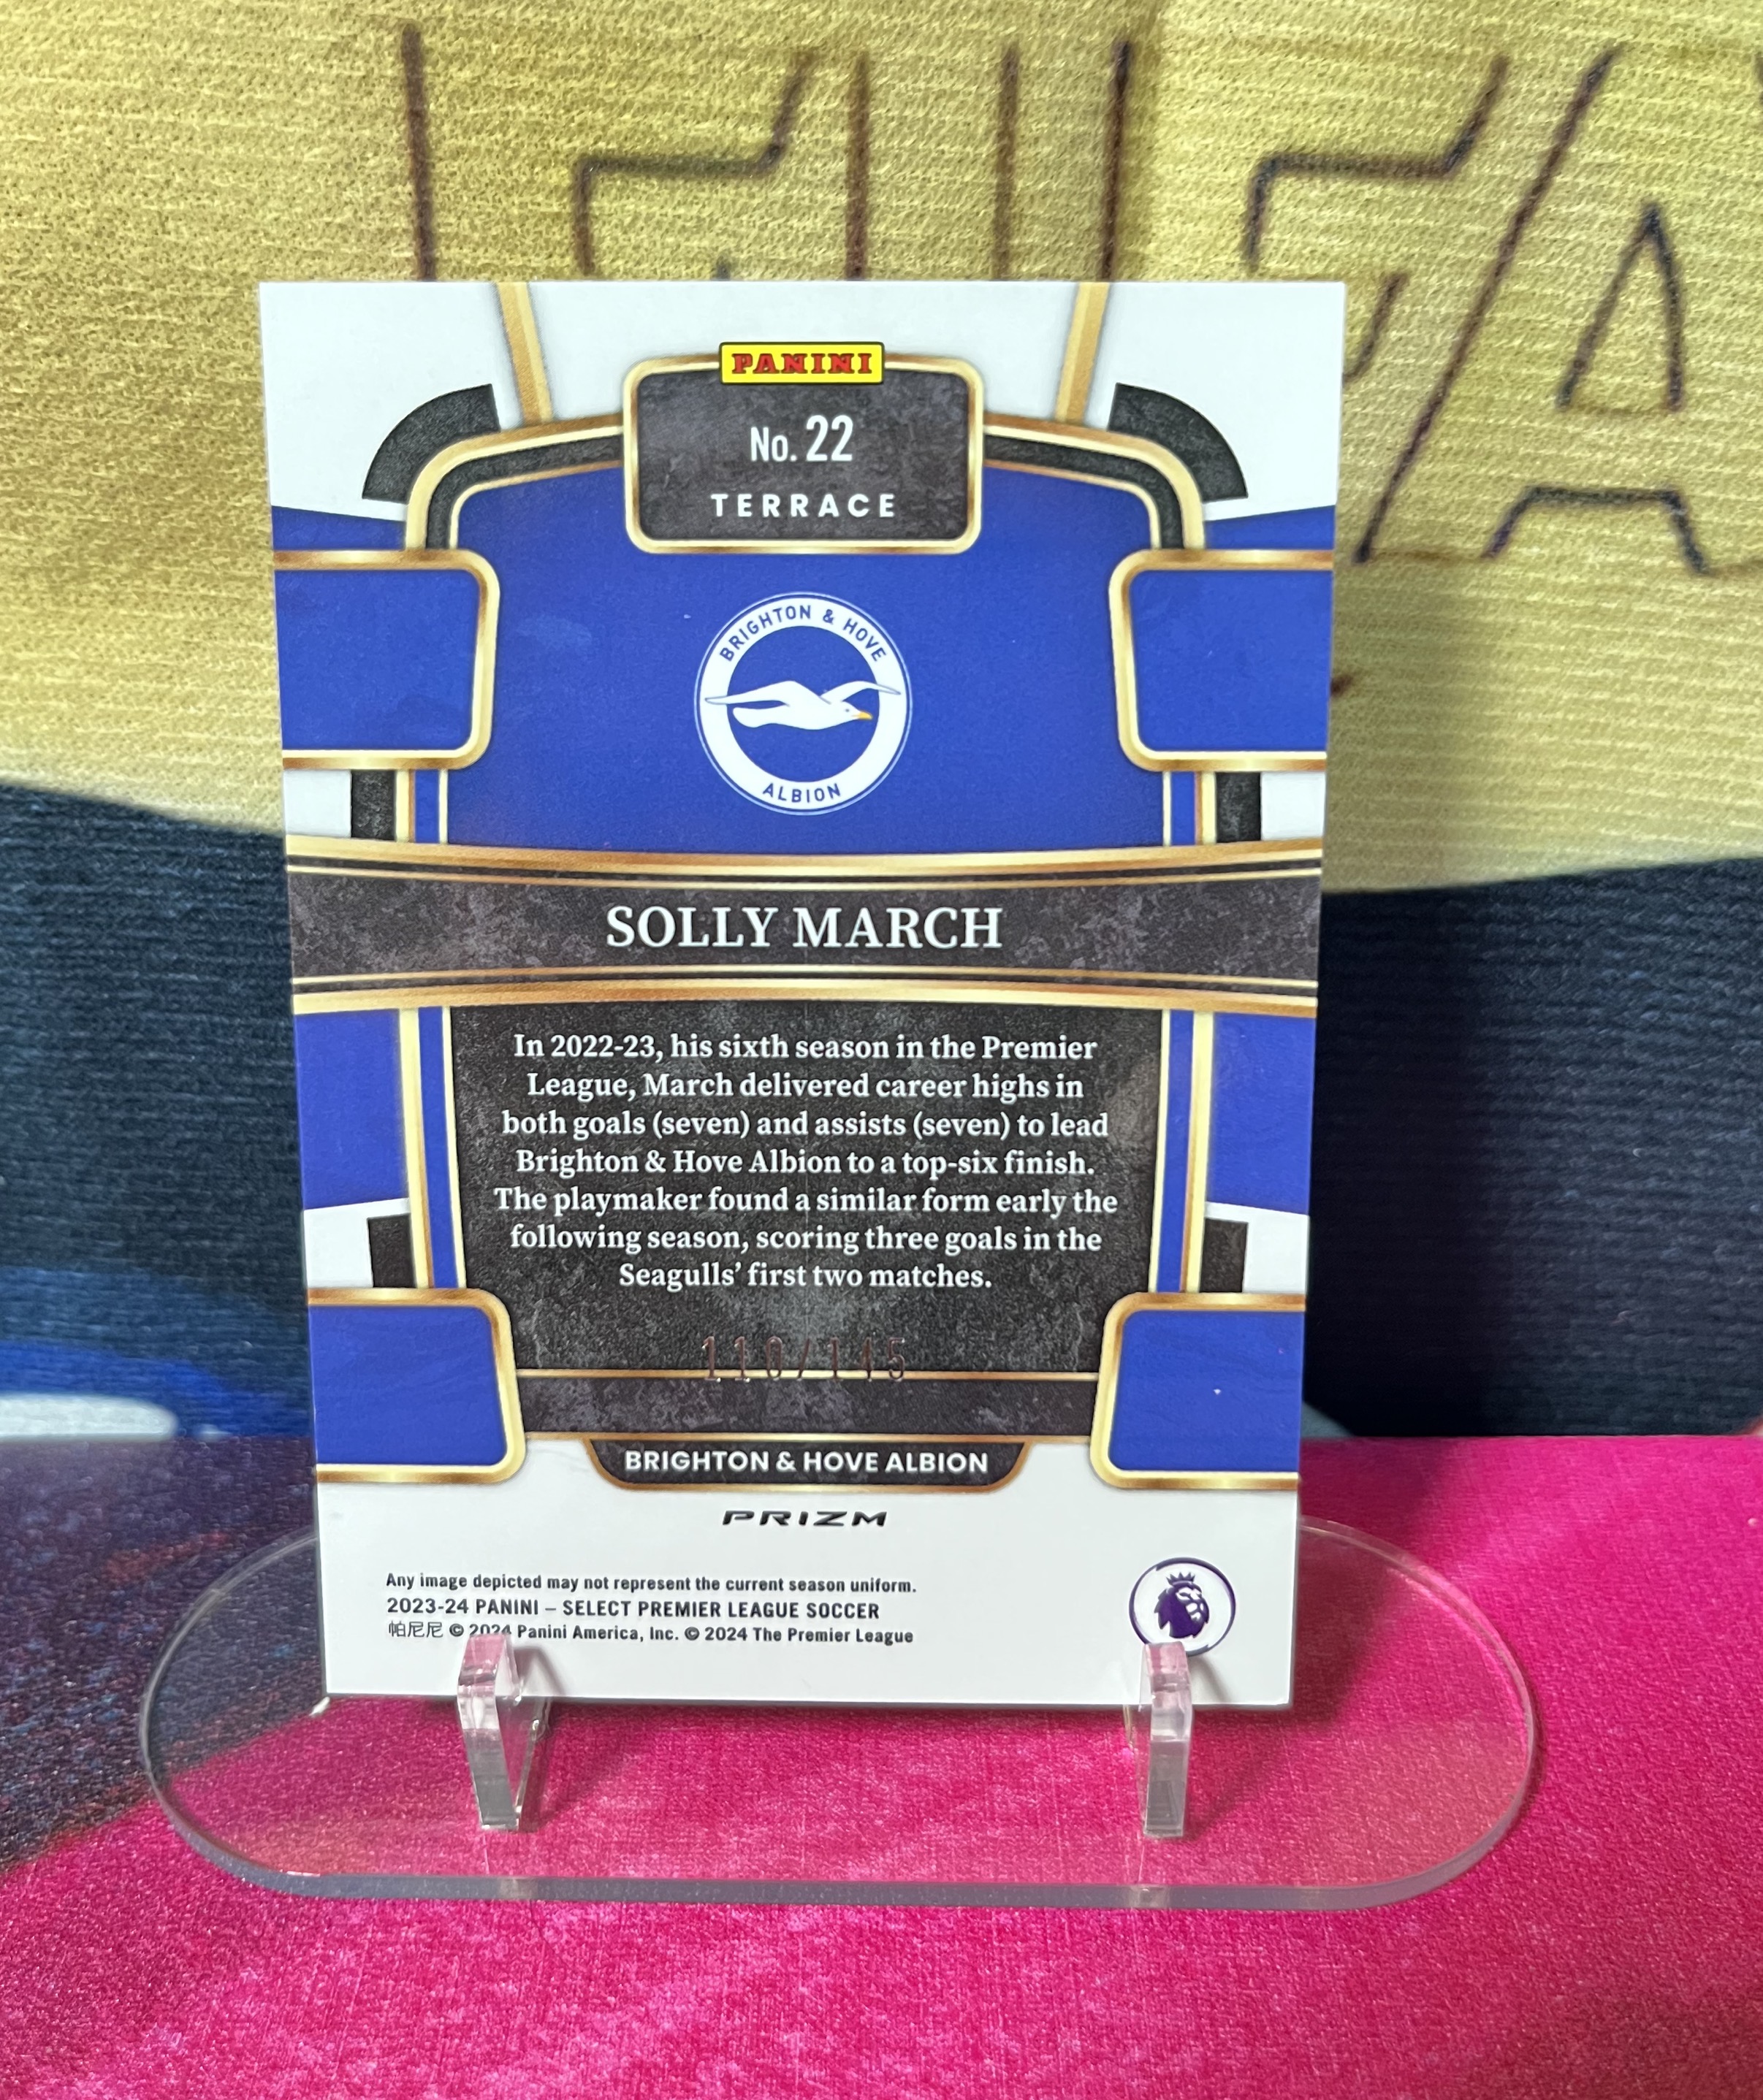 PANINI
No. 22
TERRACE
BRIGHTON & HOVE
ALBION
SOLLY MARCH
In 2022-23, his sixth season in the Premier
League, March delivered career highs in
both goals (seven) and assists (seven) to lead
Brighton & Hove Albion to a top-six finish.
The playmaker found a similar form early the
following season, scoring three goals in the
Seagulls’ first two matches.
110/145
BRIGHTON & HOVE ALBION
PRIZM
Any image depicted may not represent the current season uniform.
2023-24 PANINI – SELECT PREMIER LEAGUE SOCCER
帕尼尼 © 2024 Panini America, Inc. © 2024 The Premier League